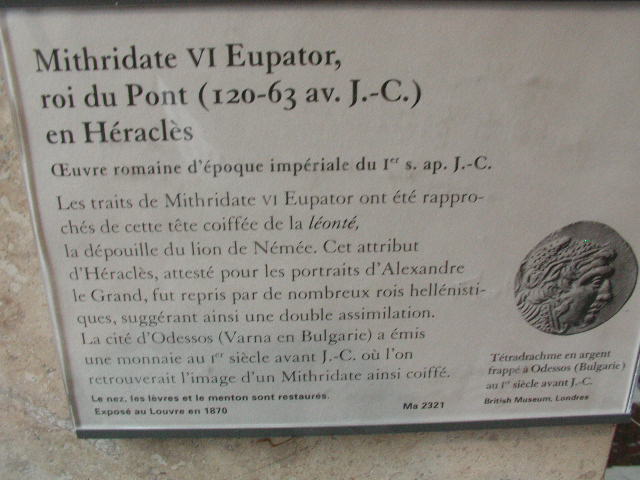 Mithridate VI Eupator,
roi du Pont (120-63 av. J.-C.)
en Héraclès
Œuvre romaine d'époque impériale du Iᵉʳ s. ap. J.-C.
Les traits de Mithridate VI Eupator ont été rappro-
chés de cette tête coiffée de la léonté,
la dépouille du lion de Némée. Cet attribut
d'Héraclès, attesté pour les portraits d'Alexandre
le Grand, fut repris par de nombreux rois hellénisti-
ques, suggérant ainsi une double assimilation.
La cité d'Odessos (Varna en Bulgarie) a émis
une monnaie au Iᵉʳ siècle avant J.-C. où l'on
retrouverait l'image d'un Mithridate ainsi coiffé.
Le nez, les lèvres et le menton sont restaurés.
Exposé au Louvre en 1870
Ma 2321
Tétradrachme en argent
frappé à Odessos (Bulgarie)
au Iᵉʳ siècle avant J.-C.
British Museum, Londres